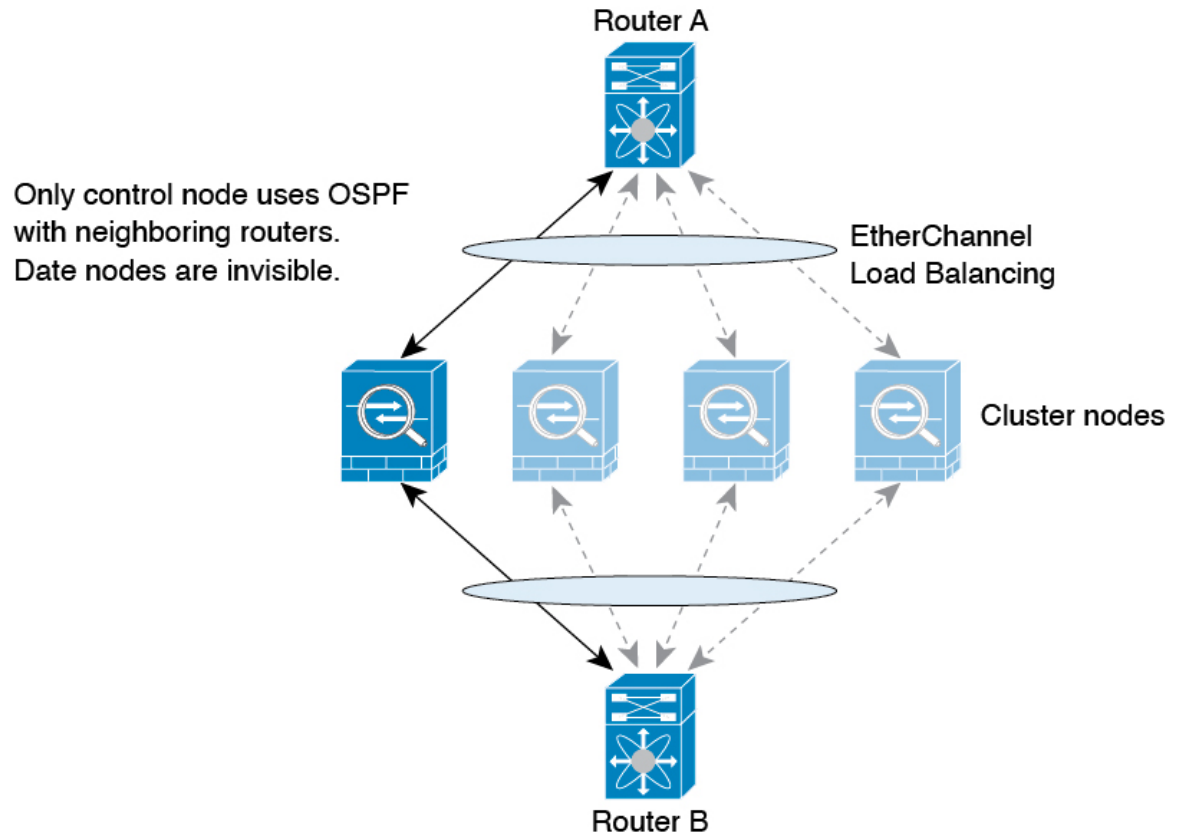 Router A
Only control node uses OSPF
with neighboring routers.
Date nodes are invisible.
EtherChannel
Load Balancing
Cluster nodes
Router B